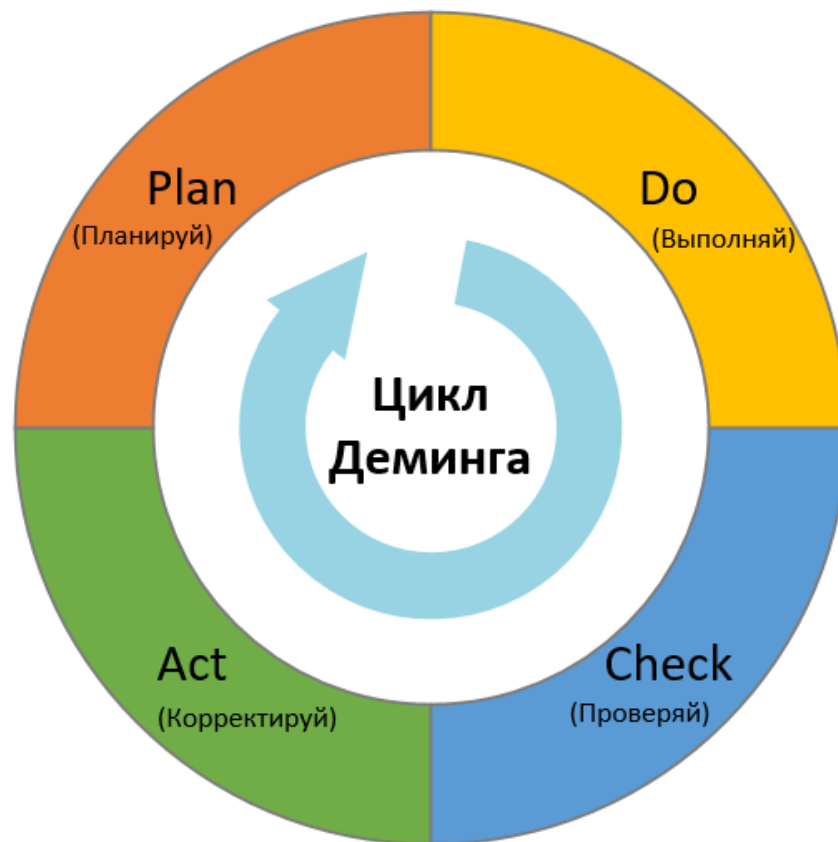 Plan
(Планируй)
Do
(Выполняй)
Цикл
Деминга
Act
(Корректируй)
Check
(Проверяй)